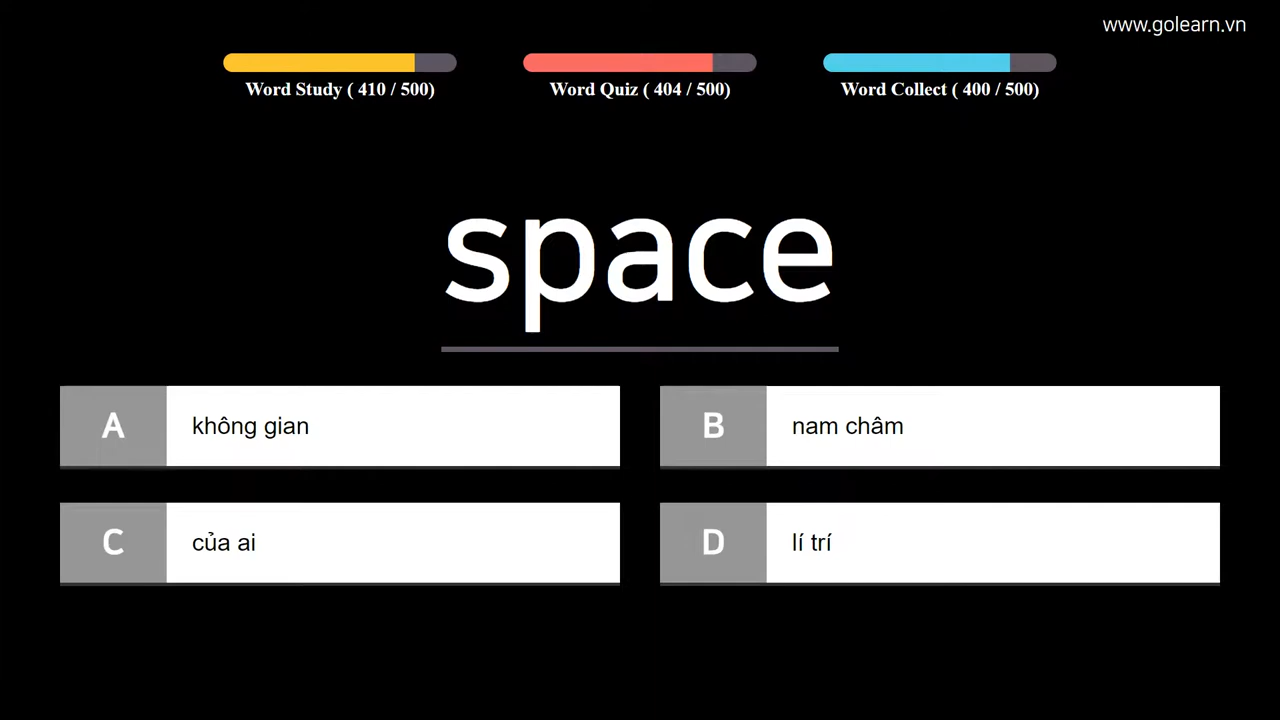 www.golearn.vn
Word Study ( 410 / 500)
Word Quiz ( 404 / 500)
Word Collect ( 400 / 500)
space
A không gian
B nam châm
C của ai
D lí trí